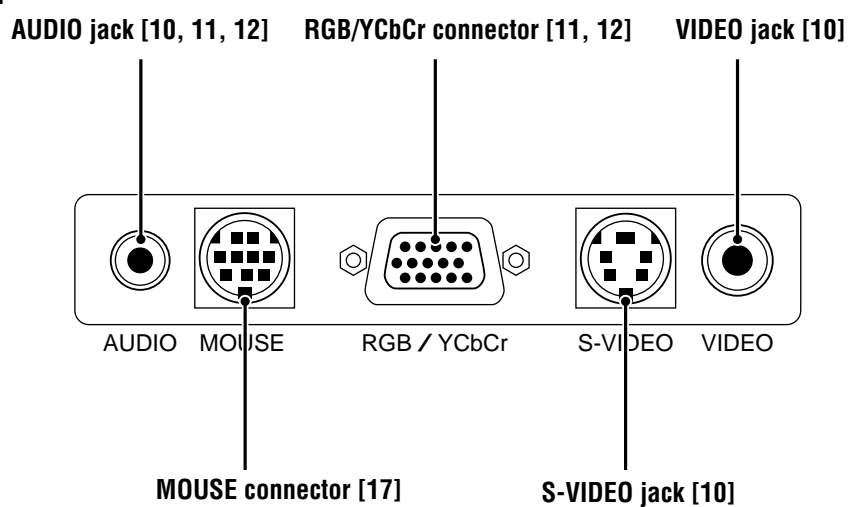 AUDIO jack [10, 11, 12] RGB/YCbCr connector [11, 12] VIDEO jack [10]
AUDIO MOUSE RGB / YCbCr S-VIDEO VIDEO
MOUSE connector [17] S-VIDEO jack [10]